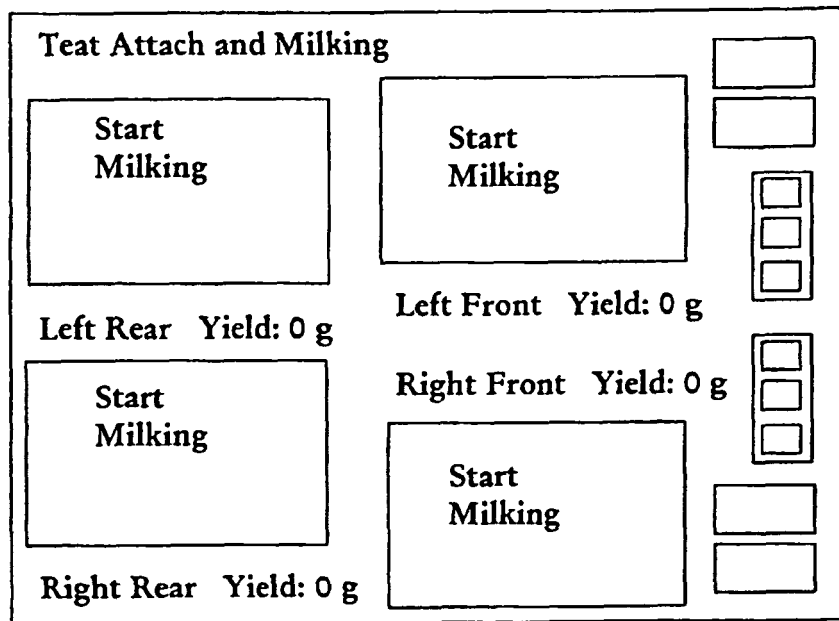 Teat Attach and Milking
Start
Milking
Left Rear Yield: 0 g
Start
Milking
Left Front Yield: 0 g
Start
Milking
Right Rear Yield: 0 g
Right Front Yield: 0 g
Start
Milking